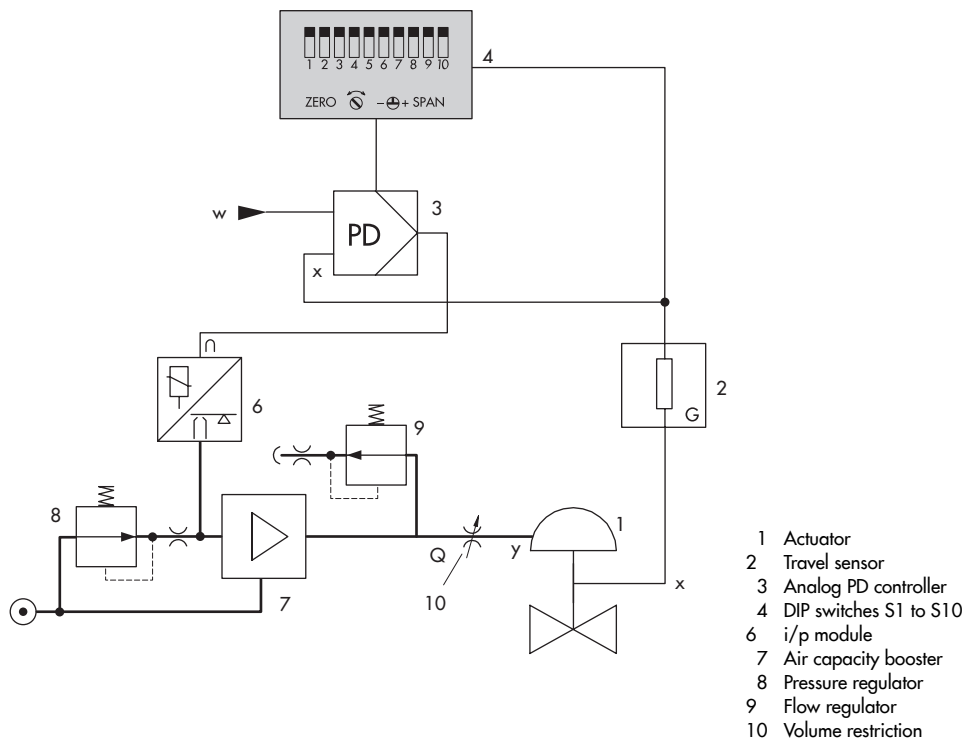 4
1 2 3 4 5 6 7 8 9 10
ZERO - + SPAN
w
3
PD
x
2
G
6
9
8
1
Q
y
10
7
x
1 Actuator
2 Travel sensor
3 Analog PD controller
4 DIP switches S1 to S10
6 i/p module
7 Air capacity booster
8 Pressure regulator
9 Flow regulator
10 Volume restriction